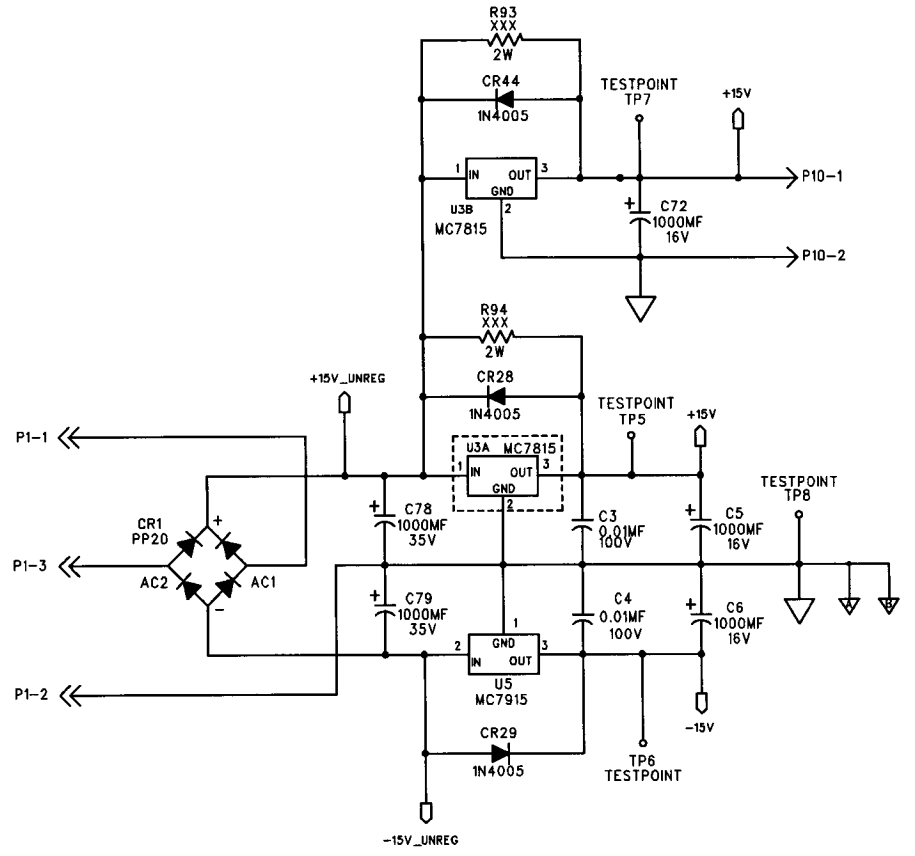 R93
XXX
2W
CR44
1N4005
TESTPOINT
TP7
+15V
1 IN OUT 3
GND
2
U3B
MC7815
P10-1
+ C72
1000MF
16V
P10-2
R94
XXX
2W
+15V_UNREG
CR28
1N4005
TESTPOINT
TP5
+15V
P1-1
U3A MC7815
1 IN OUT 3
GND
2
TESTPOINT
TP8
CR1
PP20
+
+ C78
1000MF
35V
C3
0.01MF
100V
+ C5
1000MF
16V
P1-3
AC2 AC1
-
+ C79
1000MF
35V
C4
0.01MF
100V
+ C6
1000MF
16V
A B
1
GND
2 IN OUT 3
U5
MC7915
P1-2
-15V
CR29
1N4005
TP6
TESTPOINT
-15V_UNREG